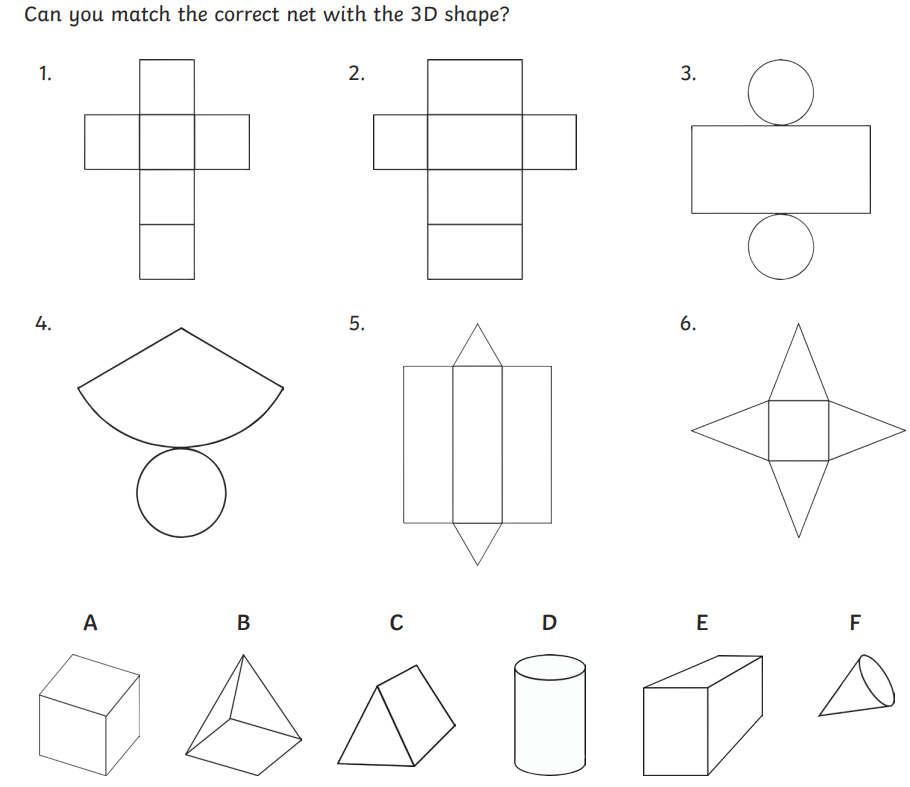 Can you match the correct net with the 3D shape?
1. 2. 3.
4. 5. 6.
A B C D E F